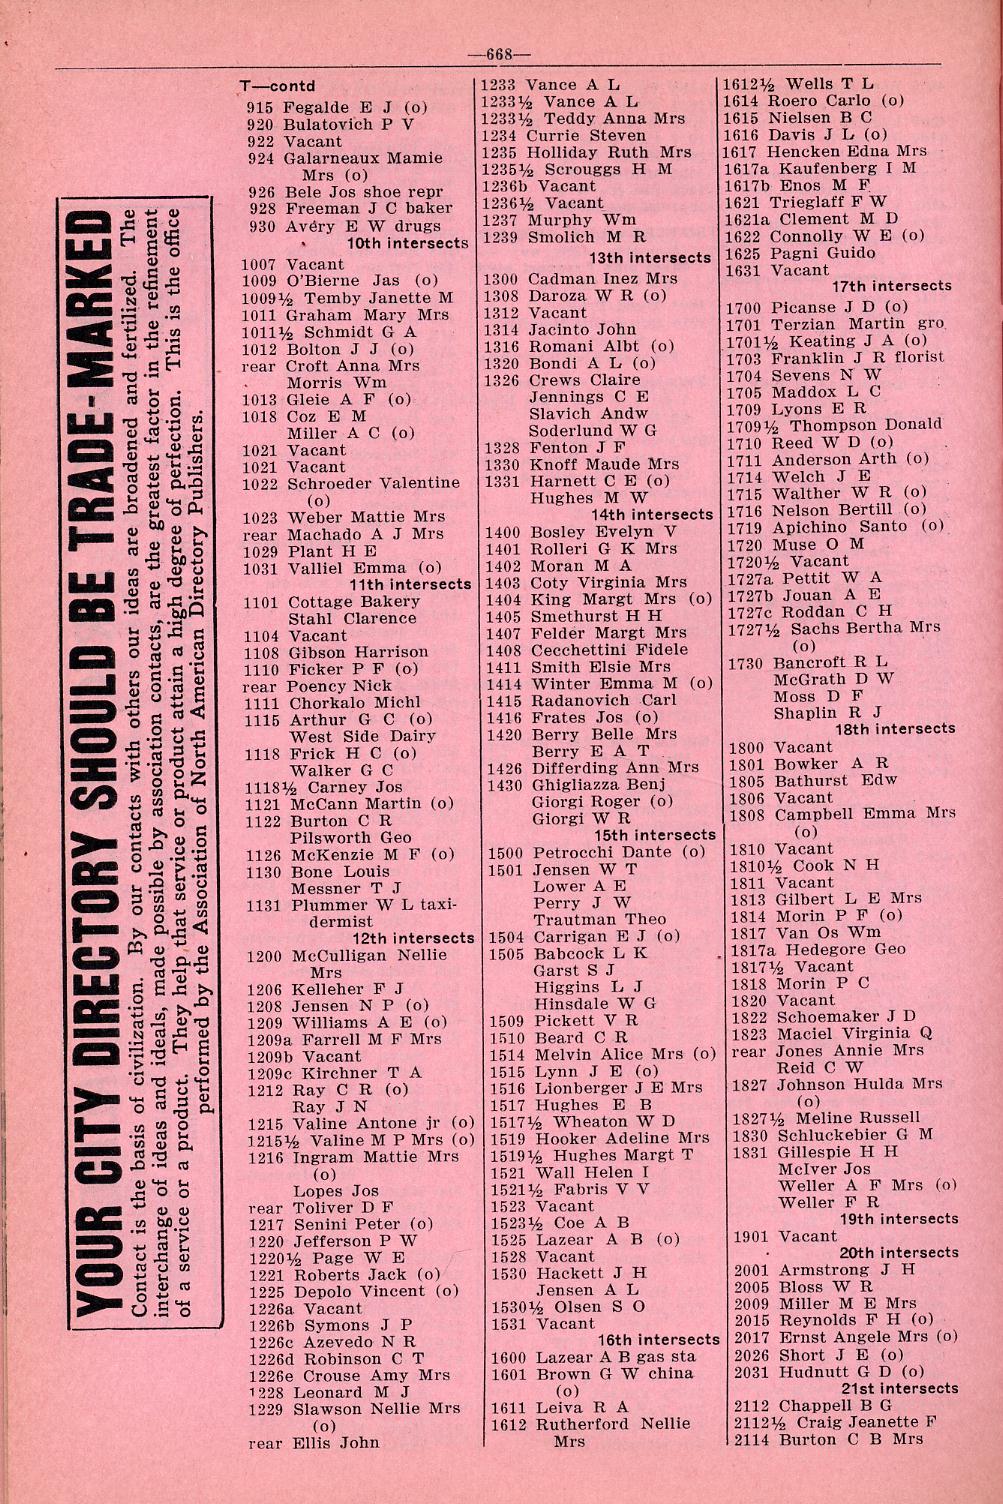 —668—
YOUR CITY DIRECTORY SHOULD BE TRADE-MARKED
Contact is the basis of civilization. By our contacts with others our ideas are broadened and fertilized. The
interchange of ideas and ideals, made possible by association contacts, are the greatest factor in the refinement
of a service or a product. They help that service or product attain a high degree of perfection. This is the office
performed by the Association of North American Directory Publishers.
T—contd
915 Fegalde E J (o)
920 Bulatovich P V
922 Vacant
924 Galarneaux Mamie
Mrs (o)
926 Bele Jos shoe repr
928 Freeman J C baker
930 Avery E W drugs
10th intersects
1007 Vacant
1009 O'Bierne Jas (o)
1009½ Temby Janette M
1011 Graham Mary Mrs
1011½ Schmidt G A
1012 Bolton J J (o)
rear Croft Anna Mrs
Morris Wm
1013 Gleie A F (o)
1018 Coz E M
Miller A C (o)
1021 Vacant
1021 Vacant
1022 Schroeder Valentine
(o)
1023 Weber Mattie Mrs
rear Machado A J Mrs
1029 Plant H E
1031 Valliel Emma (o)
11th intersects
1101 Cottage Bakery
Stahl Clarence
1104 Vacant
1108 Gibson Harrison
1110 Ficker P F (o)
rear Poency Nick
1111 Chorkalo Michl
1115 Arthur G C (o)
West Side Dairy
1118 Frick H C (o)
Walker G C
1118½ Carney Jos
1121 McCann Martin (o)
1122 Burton C R
Pilsworth Geo
1126 McKenzie M F (o)
1130 Bone Louis
Messner T J
1131 Plummer W L taxi-
dermist
12th intersects
1200 McCulligan Nellie
Mrs
1206 Kelleher F J
1208 Jensen N P (o)
1209 Williams A E (o)
1209a Farrell M F Mrs
1209b Vacant
1209c Kirchner T A
1212 Ray C R (o)
Ray J N
1215 Valine Antone jr (o)
1215½ Valine M P Mrs (o)
1216 Ingram Mattie Mrs
(o)
Lopes Jos
rear Toliver D F
1217 Senini Peter (o)
1220 Jefferson P W
1220½ Page W E
1221 Roberts Jack (o)
1225 Depolo Vincent (o)
1226a Vacant
1226b Symons J P
1226c Azevedo N R
1226d Robinson C T
1226e Crouse Amy Mrs
1228 Leonard M J
1229 Slawson Nellie Mrs
(o)
rear Ellis John
1233 Vance A L
1233½ Vance A L
1233½ Teddy Anna Mrs
1234 Currie Steven
1235 Holliday Ruth Mrs
1235½ Scrouggs H M
1236b Vacant
1236½ Vacant
1237 Murphy Wm
1239 Smolich M R
13th intersects
1300 Cadman Inez Mrs
1308 Daroza W R (o)
1312 Vacant
1314 Jacinto John
1316 Romani Albt (o)
1320 Bondi A L (o)
1326 Crews Claire
Jennings C E
Slavich Andw
Soderlund W G
1328 Fenton J F
1330 Knoff Maude Mrs
1331 Harnett C E (o)
Hughes M W
14th intersects
1400 Bosley Evelyn V
1401 Rolleri G K Mrs
1402 Moran M A
1403 Coty Virginia Mrs
1404 King Margt Mrs (o)
1405 Smethurst H H
1407 Felder Margt Mrs
1408 Cecchettini Fidele
1411 Smith Elsie Mrs
1414 Winter Emma M (o)
1415 Radanovich Carl
1416 Frates Jos (o)
1420 Berry Belle Mrs
Berry E A T
1426 Differding Ann Mrs
1430 Ghigliazza Benj
Giorgi Roger (o)
Giorgi W R
15th intersects
1500 Petrocchi Dante (o)
1501 Jensen W T
Lower A E
Perry J W
Trautman Theo
1504 Carrigan E J (o)
1505 Babcock L K
Garst S J
Higgins L J
Hinsdale W G
1509 Pickett V R
1510 Beard C R
1514 Melvin Alice Mrs (o)
1515 Lynn J E (o)
1516 Lionberger J E Mrs
1517 Hughes E B
1517½ Wheaton W D
1519 Hooker Adeline Mrs
1519½ Hughes Margt T
1521 Wall Helen I
1521½ Fabris V V
1523 Vacant
1523½ Coe A B
1525 Lazear A B (o)
1528 Vacant
1530 Hackett J H
Jensen A L
1530½ Olsen S O
1531 Vacant
16th intersects
1600 Lazear A B gas sta
1601 Brown G W china
(o)
1611 Leiva R A
1612 Rutherford Nellie
Mrs
1612½ Wells T L
1614 Roero Carlo (o)
1615 Nielsen B C
1616 Davis J L (o)
1617 Hencken Edna Mrs
1617a Kaufenberg I M
1617b Enos M F
1621 Trieglaff F W
1621a Clement M D
1622 Connolly W E (o)
1625 Pagni Guido
1631 Vacant
17th intersects
1700 Picanse J D (o)
1701 Terzian Martin gro
1701½ Keating J A (o)
1703 Franklin J R florist
1704 Sevens N W
1705 Maddox L C
1709 Lyons E R
1709½ Thompson Donald
1710 Reed W D (o)
1711 Anderson Arth (o)
1714 Welch J E
1715 Walther W R (o)
1716 Nelson Bertill (o)
1719 Apichino Santo (o)
1720 Muse O M
1720½ Vacant
1727a Pettit W A
1727b Jouan A E
1727c Roddan C H
1727½ Sachs Bertha Mrs
(o)
1730 Bancroft R L
McGrath D W
Moss D F
Shaplin R J
18th intersects
1800 Vacant
1801 Bowker A R
1805 Bathurst Edw
1806 Vacant
1808 Campbell Emma Mrs
(o)
1810 Vacant
1810½ Cook N H
1811 Vacant
1813 Gilbert L E Mrs
1814 Morin P F (o)
1817 Van Os Wm
1817a Hedegore Geo
1817½ Vacant
1818 Morin P C
1820 Vacant
1822 Schoemaker J D
1823 Maciel Virginia Q
rear Jones Annie Mrs
Reid C W
1827 Johnson Hulda Mrs
(o)
1827½ Meline Russell
1830 Schluckebier G M
1831 Gillespie H H
McIver Jos
Weller A F Mrs (o)
Weller F R
19th intersects
1901 Vacant
20th intersects
2001 Armstrong J H
2005 Bloss W R
2009 Miller M E Mrs
2015 Reynolds F H (o)
2017 Ernst Angele Mrs (o)
2026 Short J E (o)
2031 Hudnutt G D (o)
21st intersects
2112 Chappell B G
2112½ Craig Jeanette F
2114 Burton C B Mrs